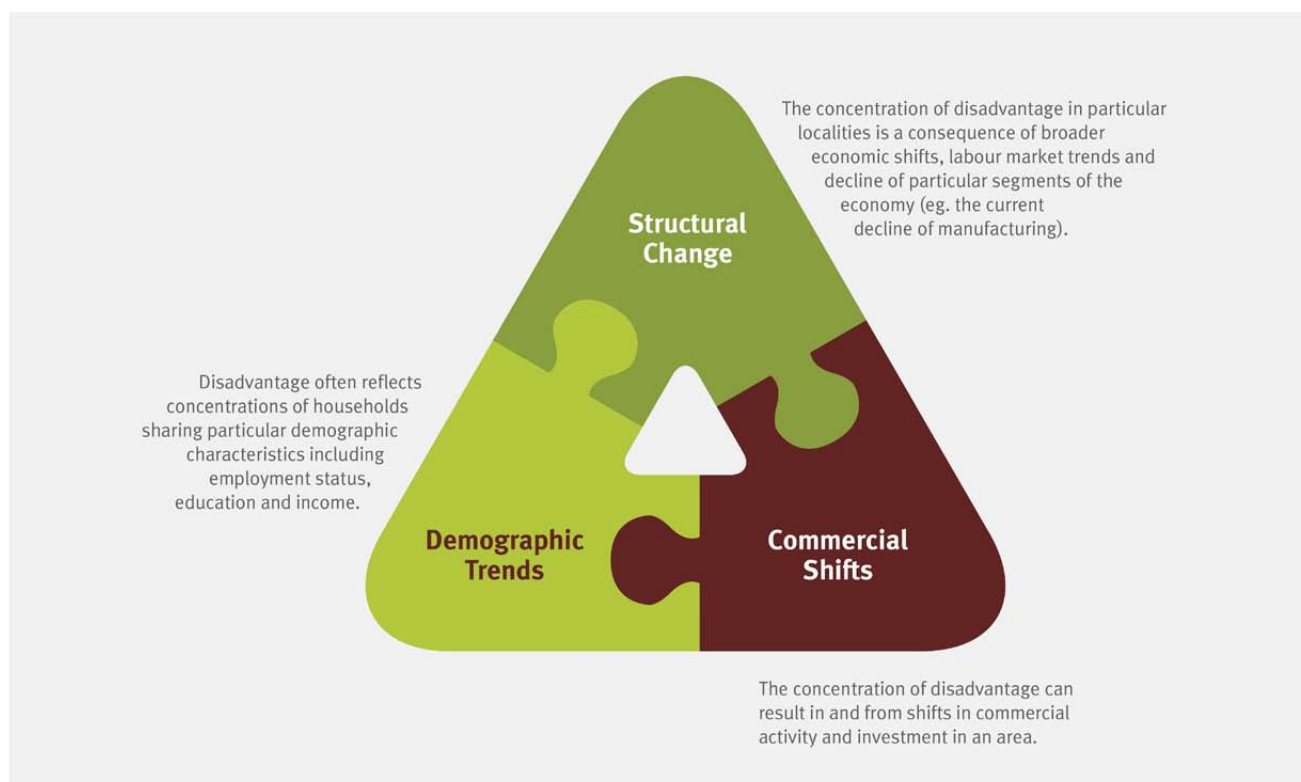 The concentration of disadvantage in particular
localities is a consequence of broader
economic shifts, labour market trends and
decline of particular segments of the
economy (eg. the current
decline of manufacturing).
Structural
Change
Disadvantage often reflects
concentrations of households
sharing particular demographic
characteristics including
employment status,
education and income.
Demographic
Trends
Commercial
Shifts
The concentration of disadvantage can
result in and from shifts in commercial
activity and investment in an area.